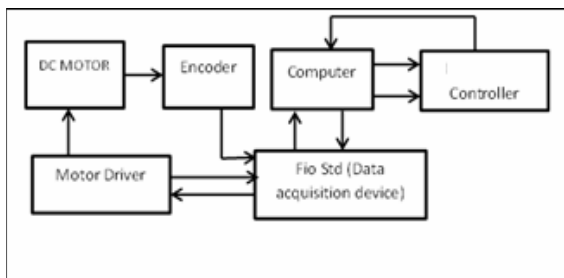 DC MOTOR
Encoder
Computer
Controller
Motor Driver
Fio Std (Data
acquisition device)